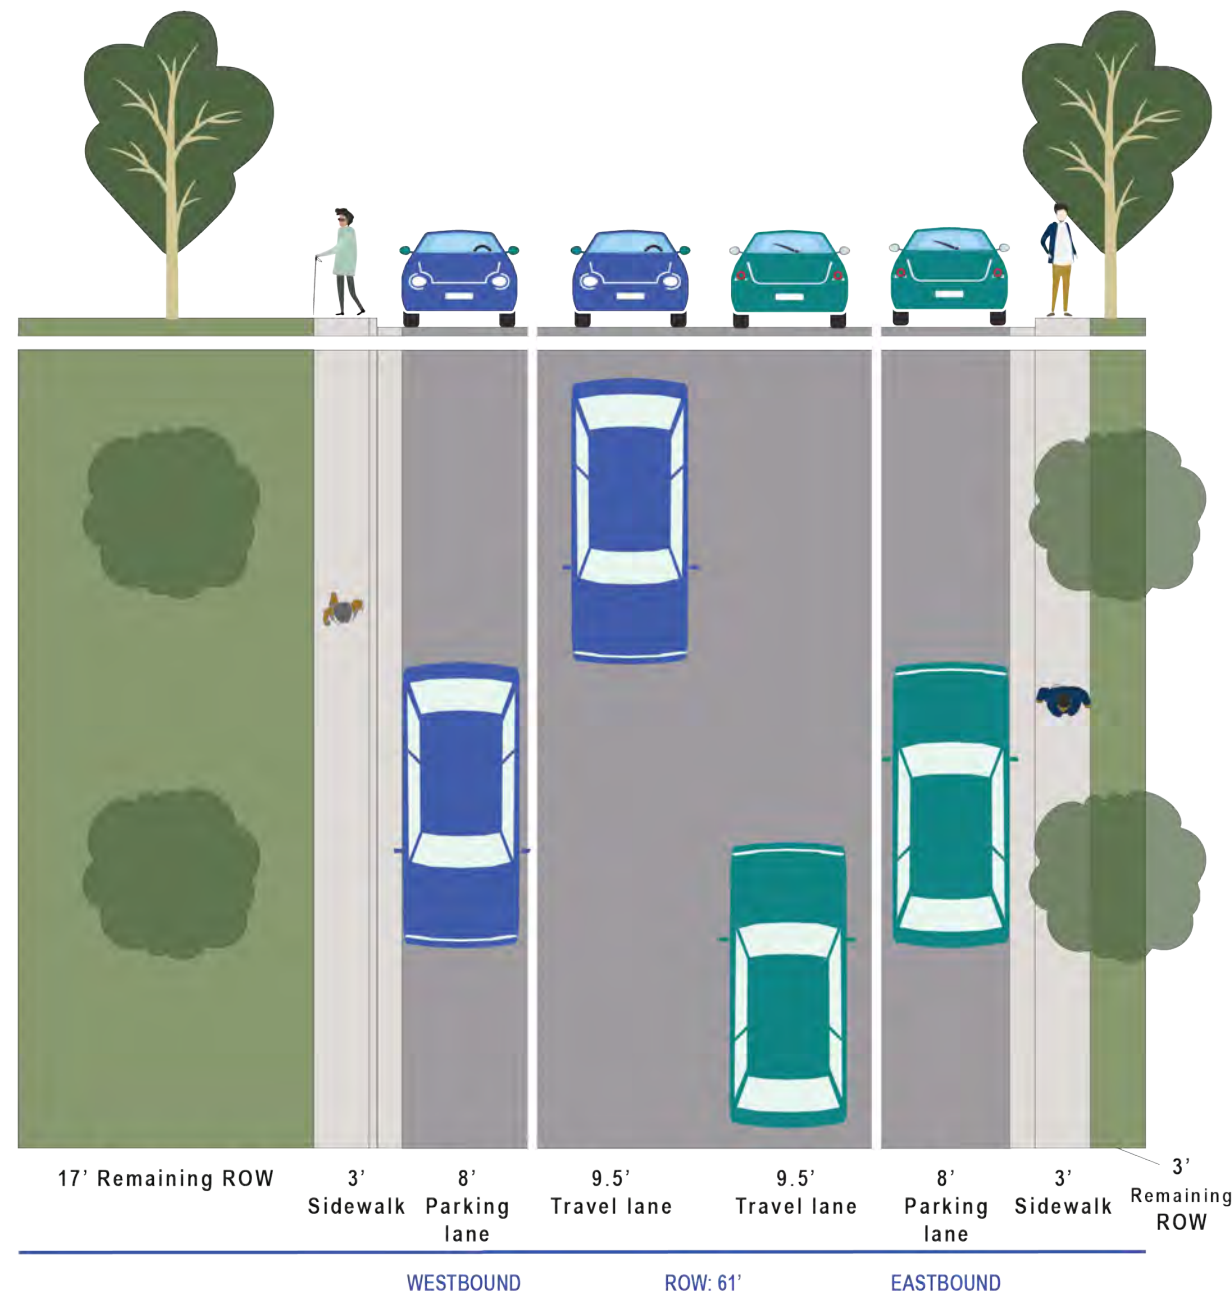 17’ Remaining ROW
3’
Sidewalk
8’
Parking
lane
9.5’
Travel lane
9.5’
Travel lane
8’
Parking
lane
3’
Sidewalk
3’
Remaining
ROW
WESTBOUND
ROW: 61’
EASTBOUND